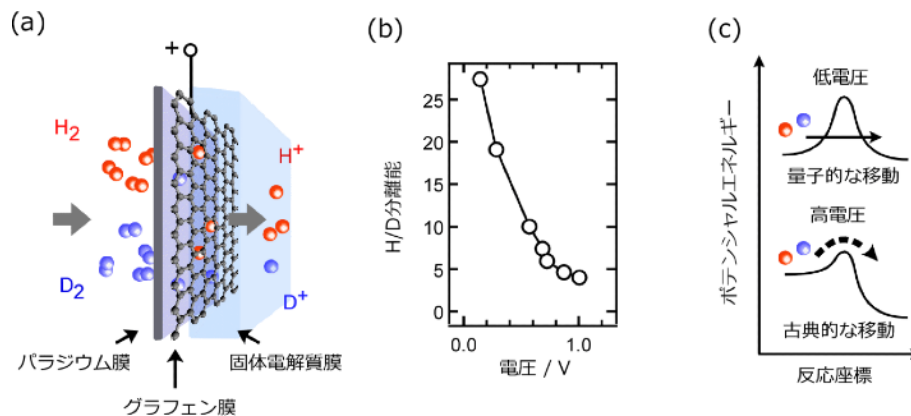 (a)
+
H2
H+
D2
D+
パラジウム膜
固体電解質膜
グラフェン膜
(b)
H/D分離能
25
20
15
10
5
0
0.0
1.0
電圧 / V
(c)
ポテンシャルエネルギー
低電圧
量子的な移動
高電圧
古典的な移動
反応座標